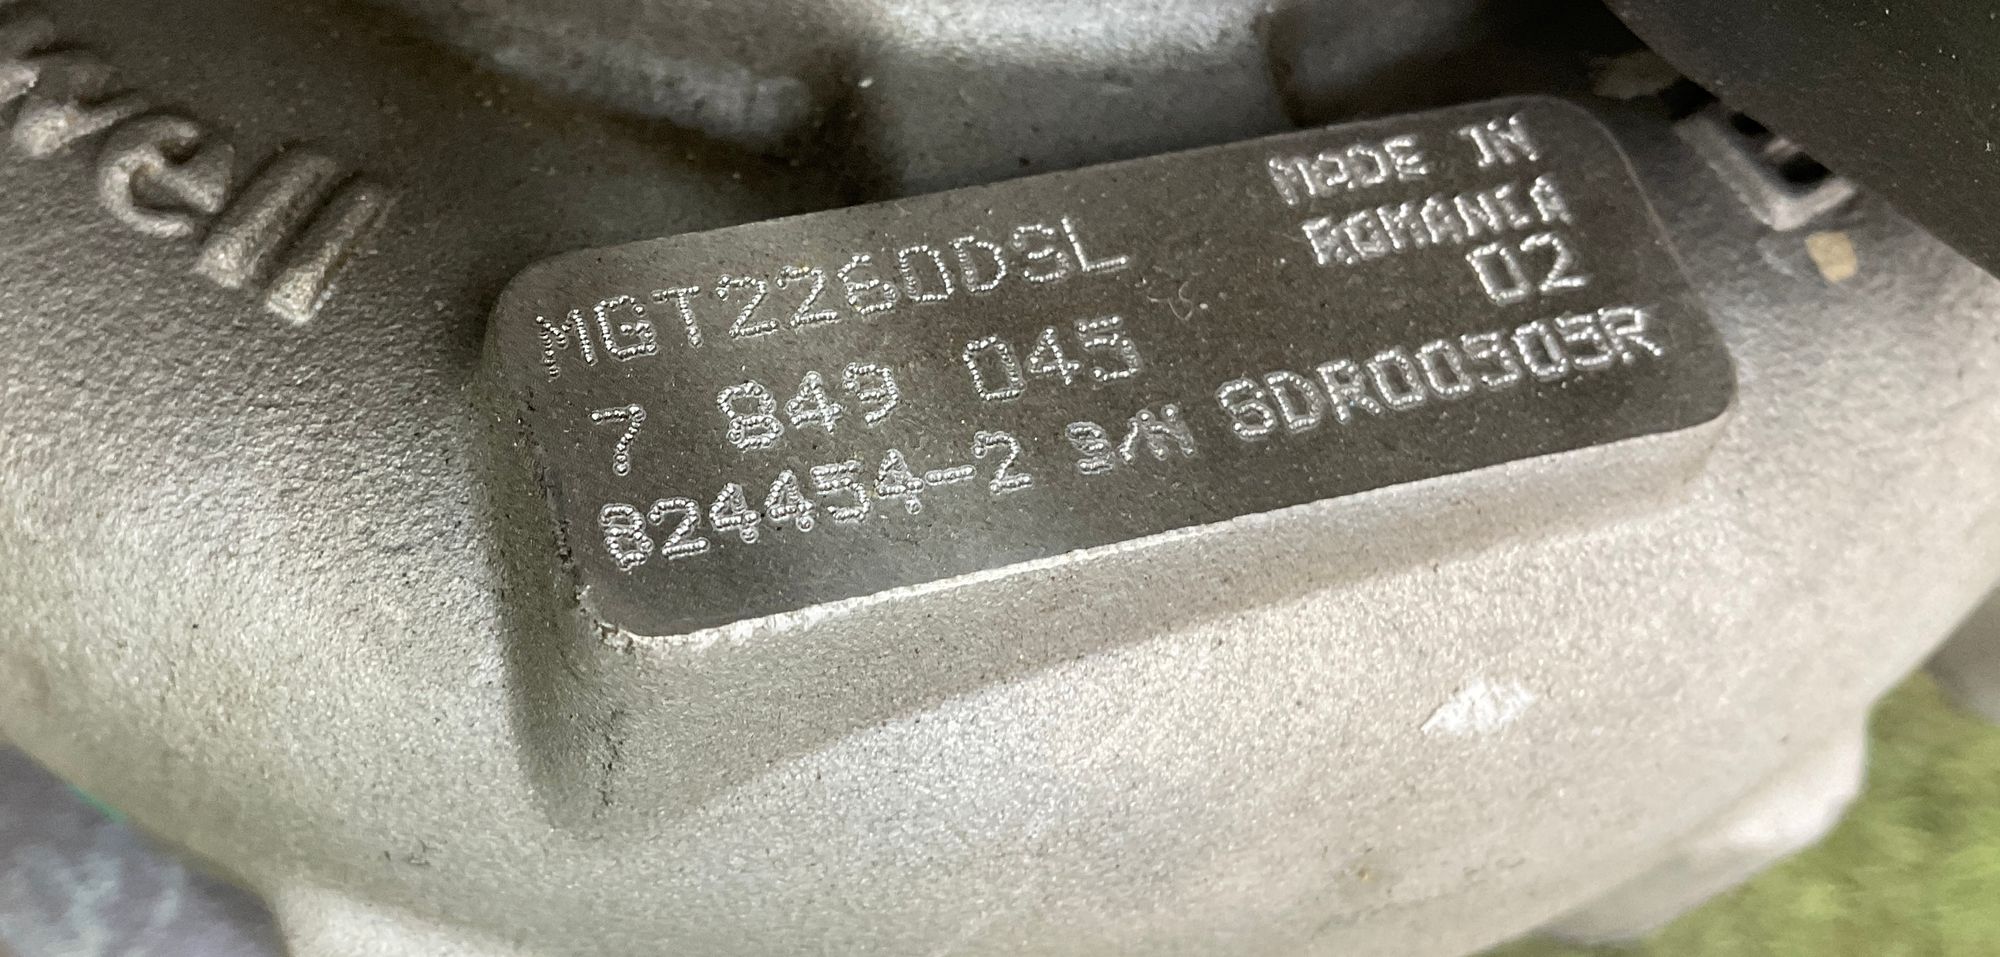 MGT2260DSL
MADE IN
ROMANIA
02
7 849 045
824454-2 S/N SDR00303R